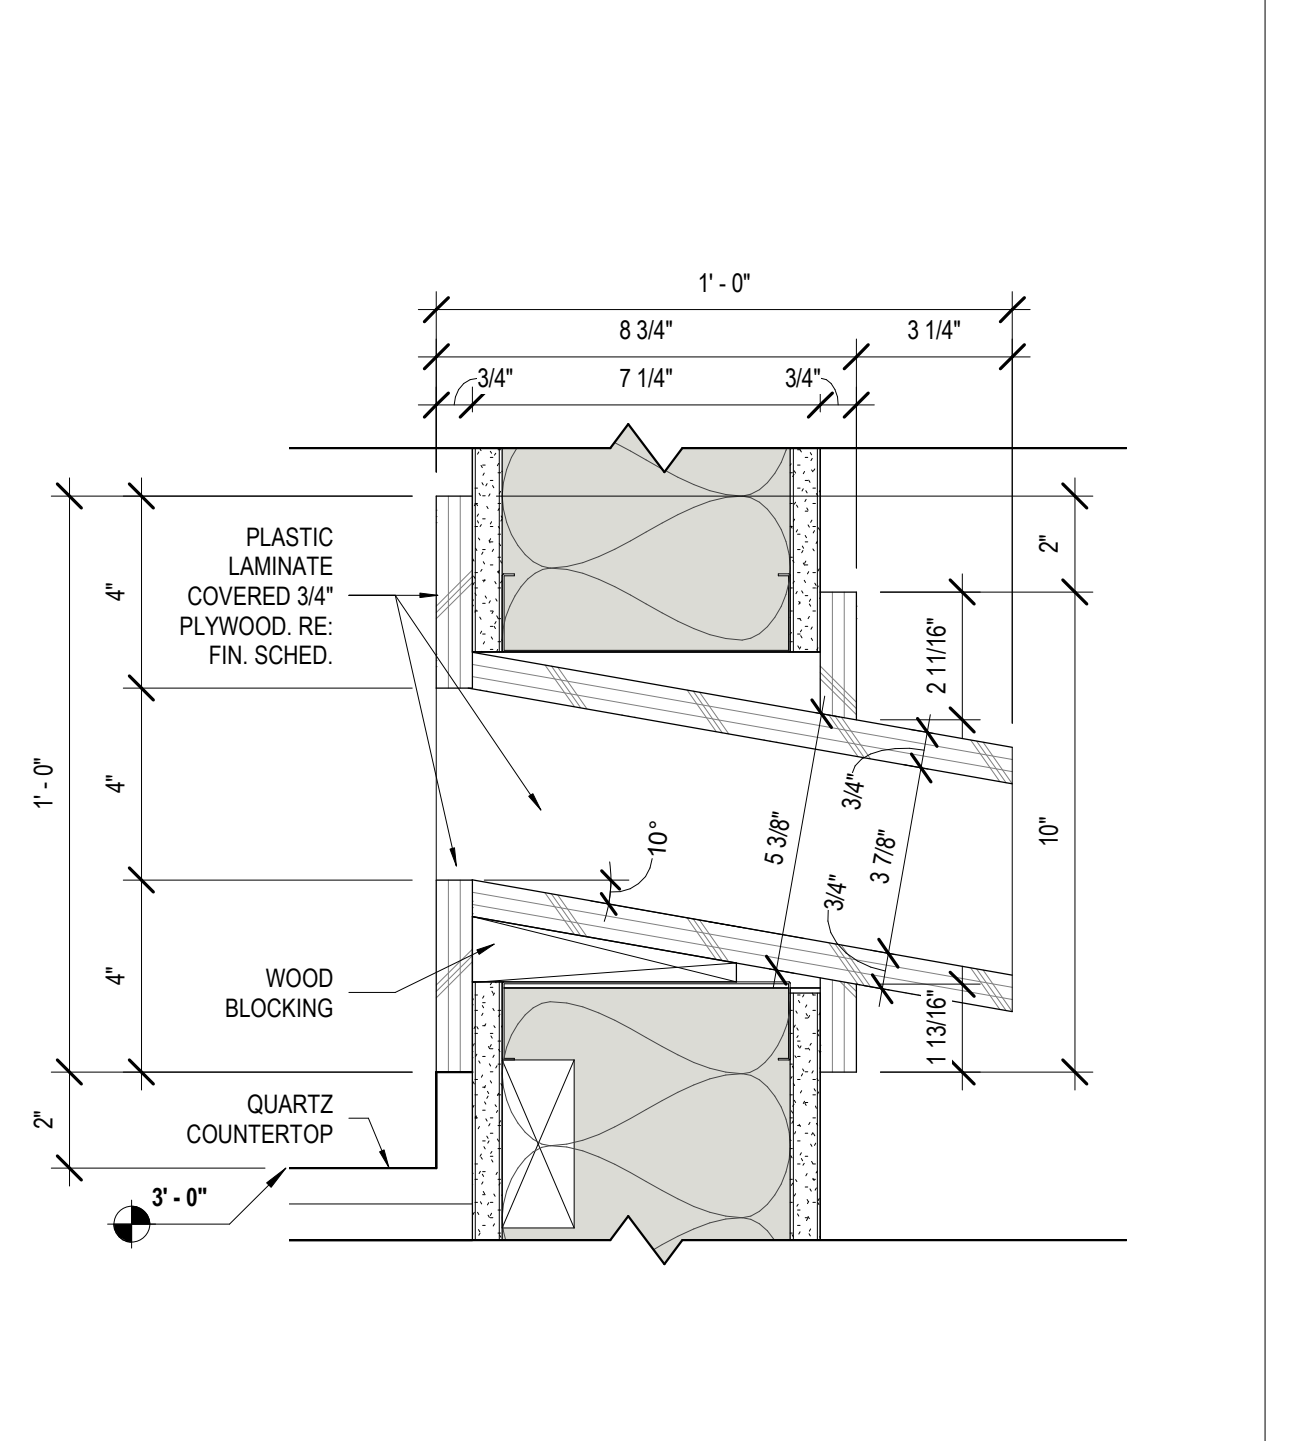 1' - 0"
8 3/4"
3 1/4"
3/4"
7 1/4"
3/4"
PLASTIC
LAMINATE
COVERED 3/4"
PLYWOOD. RE:
FIN. SCHED.
4"
2"
2 11/16"
1' - 0"
4"
3/4"
10"
5 3/8"
3 7/8"
10°
3/4"
4"
WOOD
BLOCKING
1 13/16"
2"
QUARTZ
COUNTERTOP
3' - 0"